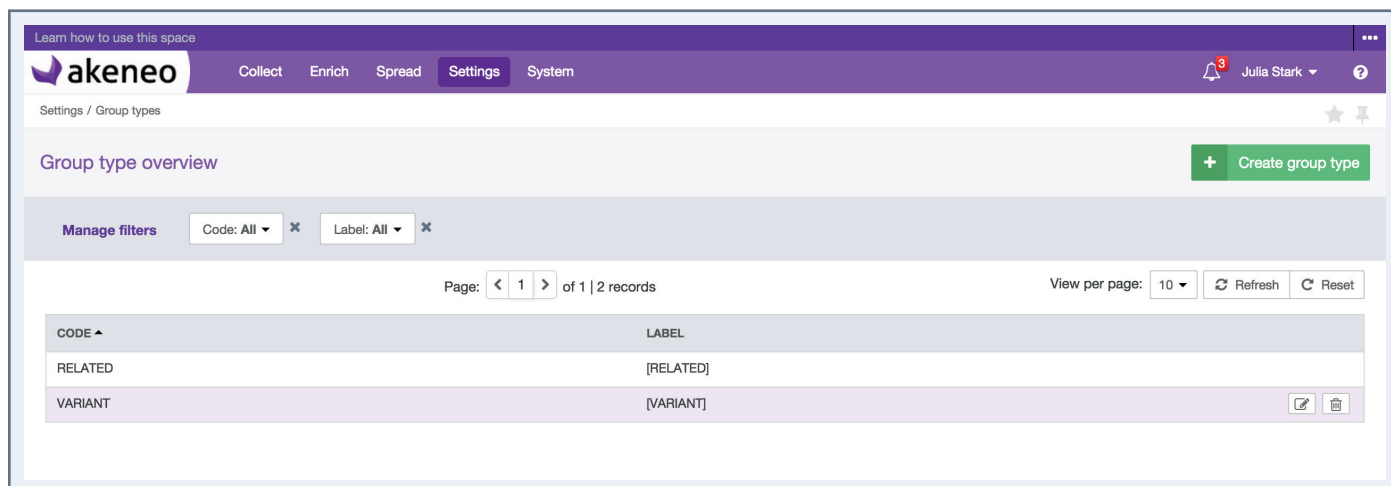 Learn how to use this space
akeneo Collect Enrich Spread Settings System 3 Julia Stark
Settings / Group types
Group type overview + Create group type
Manage filters Code: All Label: All
Page: 1 of 1 | 2 records View per page: 10 Refresh Reset
CODE LABEL
RELATED [RELATED]
VARIANT [VARIANT]